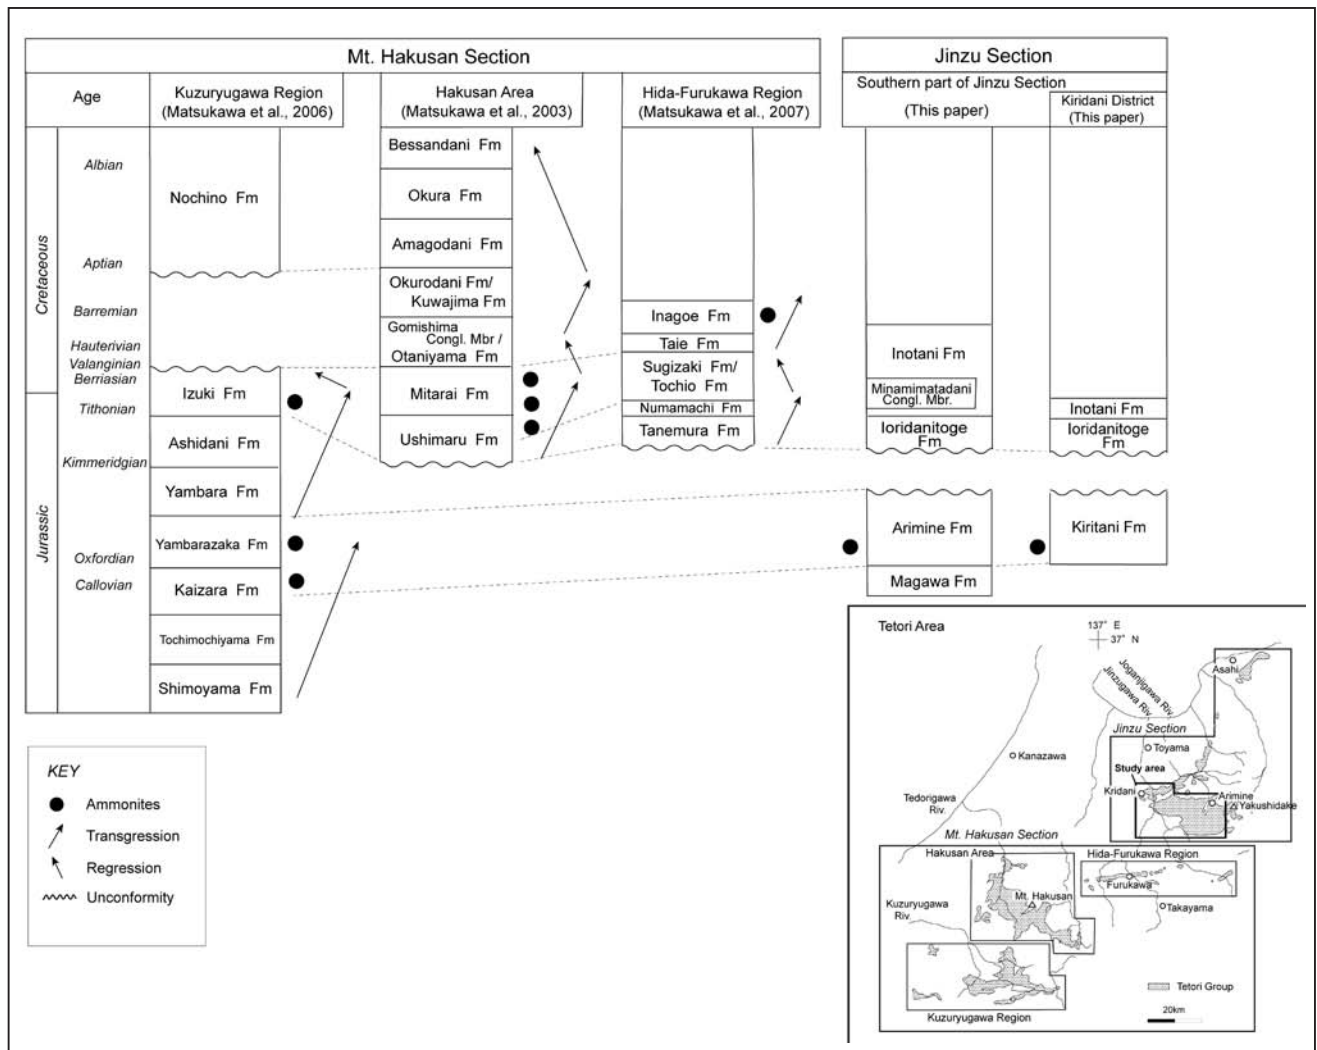 Mt. Hakusan Section
Jinzu Section
Age
Kuzuryugawa Region
(Matsukawa et al., 2006)
Hakusan Area
(Matsukawa et al., 2003)
Hida-Furukawa Region
(Matsukawa et al., 2007)
Southern part of Jinzu Section
(This paper)
Kiridani District
(This paper)
Cretaceous
Jurassic
Albian
Aptian
Barremian
Hauterivian
Valanginian
Berriasian
Tithonian
Kimmeridgian
Oxfordian
Callovian
Nochino Fm
Izuki Fm
Ashidani Fm
Yambara Fm
Yambarazaka Fm
Kaizara Fm
Tochimochiyama Fm
Shimoyama Fm
Bessandani Fm
Okura Fm
Amagodani Fm
Okurodani Fm/
Kuwajima Fm
Gomishima
Congl. Mbr /
Otaniyama Fm
Mitarai Fm
Ushimaru Fm
Inagoe Fm
Taie Fm
Sugizaki Fm/
Tochio Fm
Numamachi Fm
Tanemura Fm
Inotani Fm
Minamimatadani
Congl. Mbr.
Ioridanitoge
Fm
Arimine Fm
Magawa Fm
Inotani Fm
Ioridanitoge
Fm
Kiritani Fm
KEY
Ammonites
Transgression
Regression
Unconformity
Tetori Area
137° E
37° N
Asahi
Joganjigawa Riv.
Jinzugawa Riv.
Jinzu Section
Toyama
Kanazawa
Study area
Kridani
Arimine
Yakushidake
Tedorigawa
Riv.
Mt. Hakusan Section
Hakusan Area
Hida-Furukawa Region
Furukawa
Mt. Hakusan
Takayama
Kuzuryugawa
Riv.
Tetori Group
20km
Kuzuryugawa Region